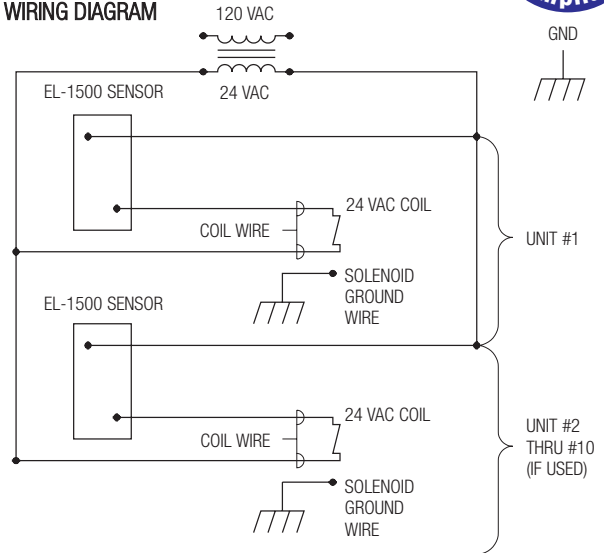 WIRING DIAGRAM
120 VAC
GND
24 VAC
EL-1500 SENSOR
24 VAC COIL
COIL WIRE
UNIT #1
SOLENOID
GROUND
WIRE
EL-1500 SENSOR
24 VAC COIL
COIL WIRE
UNIT #2
THRU #10
(IF USED)
SOLENOID
GROUND
WIRE